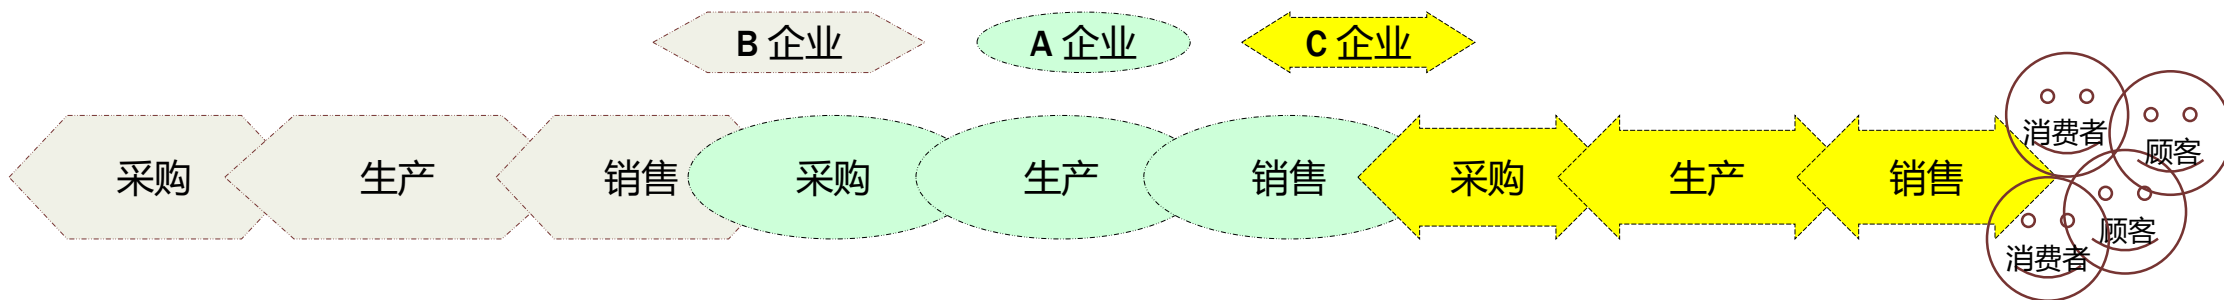 B 企业 A 企业 C 企业
采购 生产 销售 采购 生产 销售 采购 生产 销售
消费者
顾客
顾客
消费者